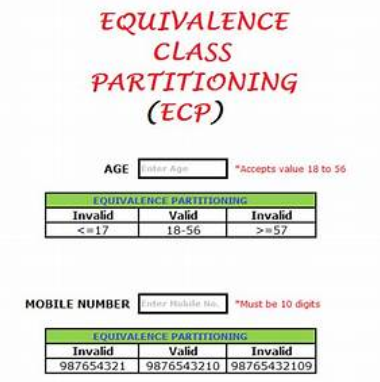 EQUIVALENCE
CLASS
PARTITIONING
(ECP)
AGE Enter Age *Accepts value 18 to 56
EQUIVALENCE PARTITIONING
Invalid Valid Invalid
<=17 18-56 >=57
MOBILE NUMBER Enter Mobile No. *Must be 10 digits
EQUIVALENCE PARTITIONING
Invalid Valid Invalid
987654321 9876543210 98765432109